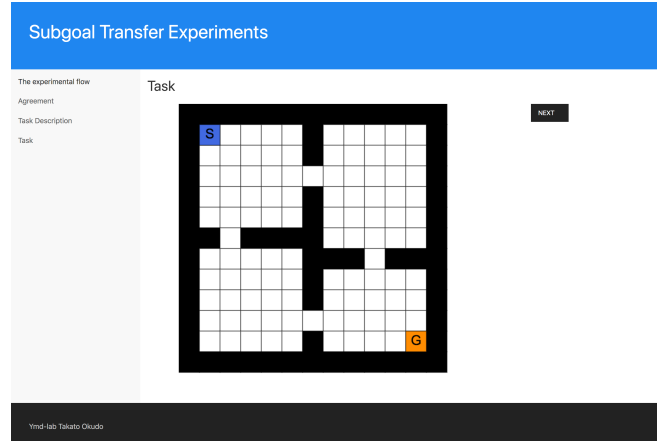 Subgoal Transfer Experiments
The experimental flow
Agreement
Task Description
Task
Task
NEXT
S
G
Ymd-lab Takato Okudo